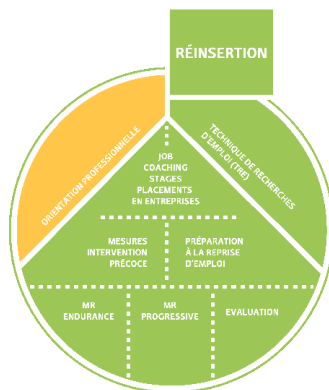 RÉINSERTION
ORIENTATION PROFESSIONNELLE
TECHNIQUE DE RECHERCHES
D'EMPLOI (TRE)
JOB
COACHING
STAGES
PLACEMENTS
EN ENTREPRISES
MESURES
INTERVENTION
PRÉCOCE
PRÉPARATION
À LA REPRISE
D'EMPLOI
MR
ENDURANCE
MR
PROGRESSIVE
EVALUATION